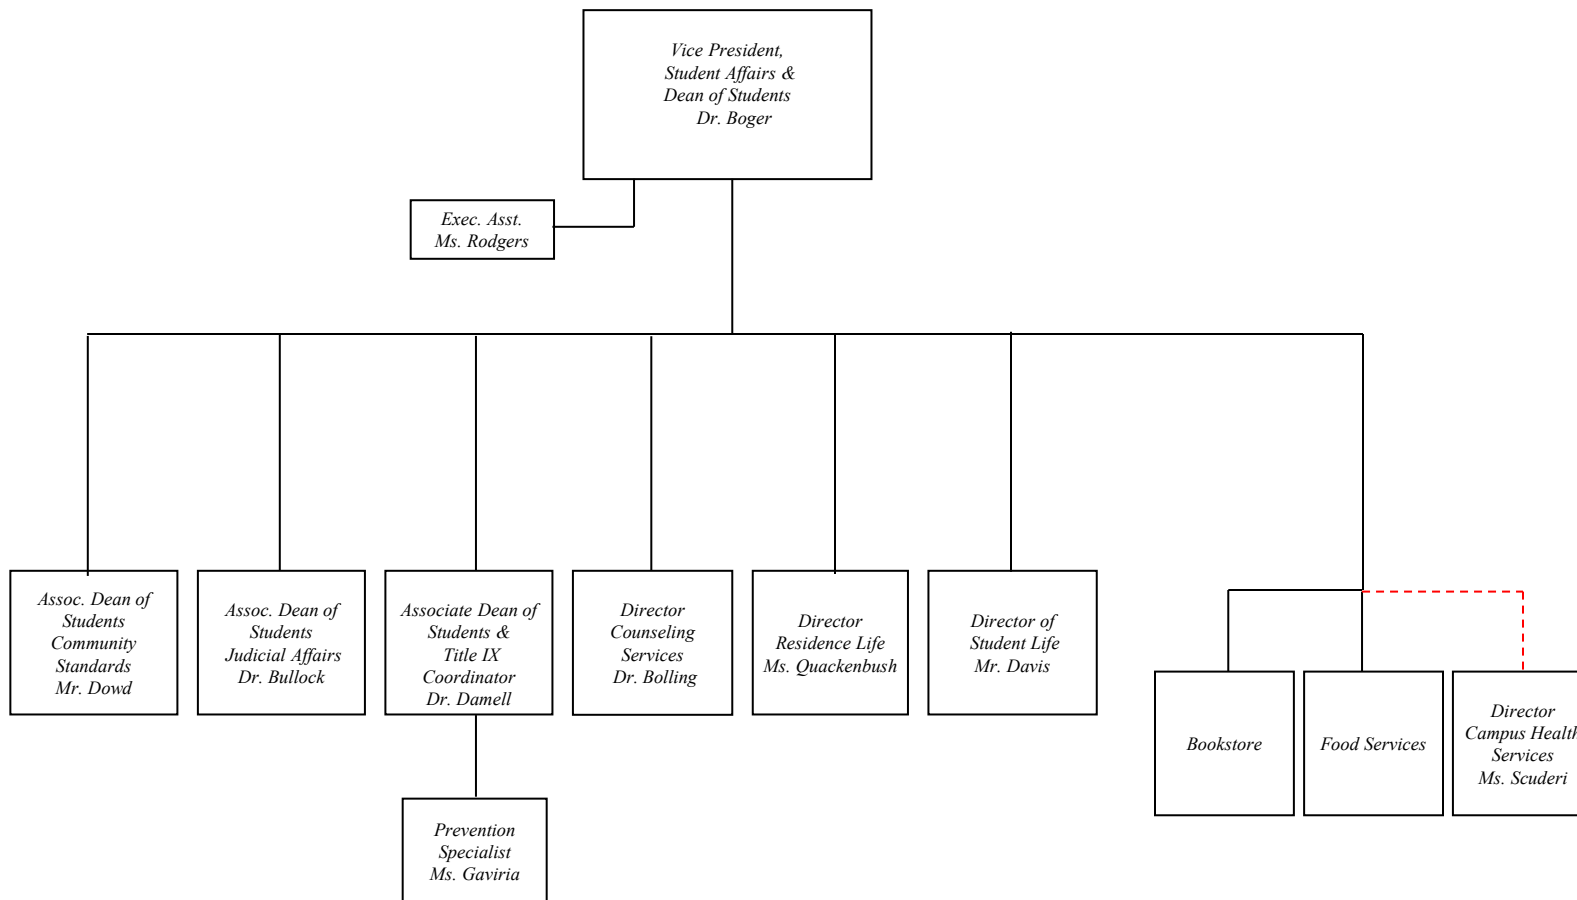 Vice President,
Student Affairs &
Dean of Students
Dr. Boger
Exec. Asst.
Ms. Rodgers
Assoc. Dean of
Students
Community
Standards
Mr. Dowd
Assoc. Dean of
Students
Judicial Affairs
Dr. Bullock
Associate Dean of
Students &
Title IX
Coordinator
Dr. Damell
Director
Counseling
Services
Dr. Bolling
Director
Residence Life
Ms. Quackenbush
Director of
Student Life
Mr. Davis
Bookstore
Food Services
Director
Campus Health
Services
Ms. Scuderi
Prevention
Specialist
Ms. Gaviria